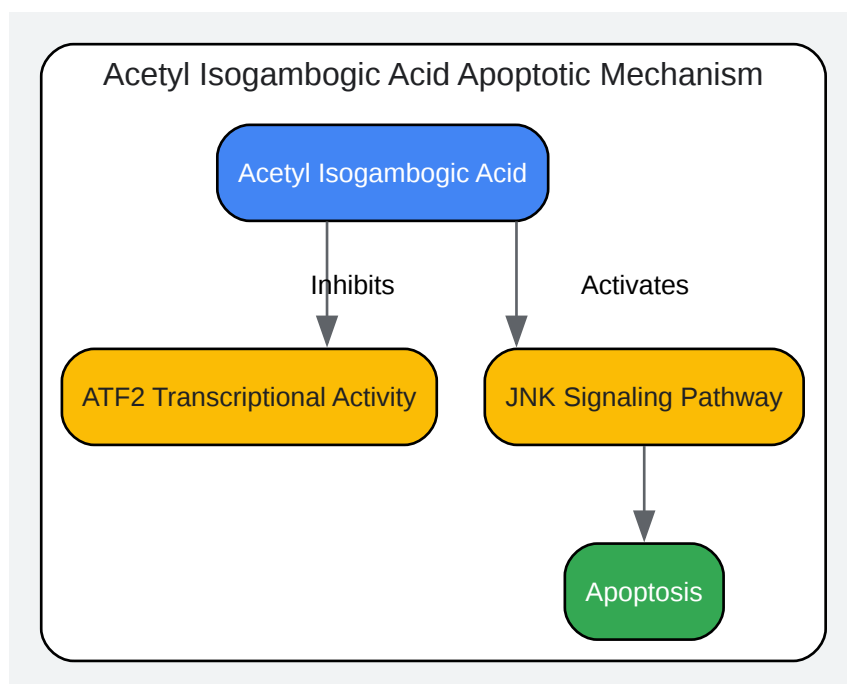 Acetyl Isogambogic Acid Apoptotic Mechanism
Acetyl Isogambogic Acid
Inhibits
Activates
ATF2 Transcriptional Activity
JNK Signaling Pathway
Apoptosis